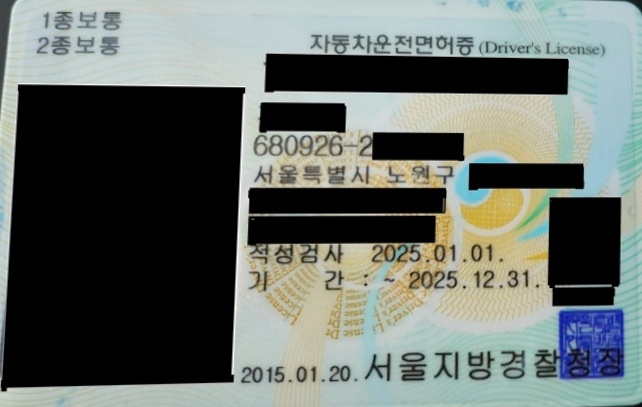 1종보통
2종보통
자동차운전면허증 (Driver's License)
680926-2
서울특별시 노원구
적성검사 2025.01.01.
기 간 : ~ 2025.12.31.
2015.01.20. 서울지방경찰청장